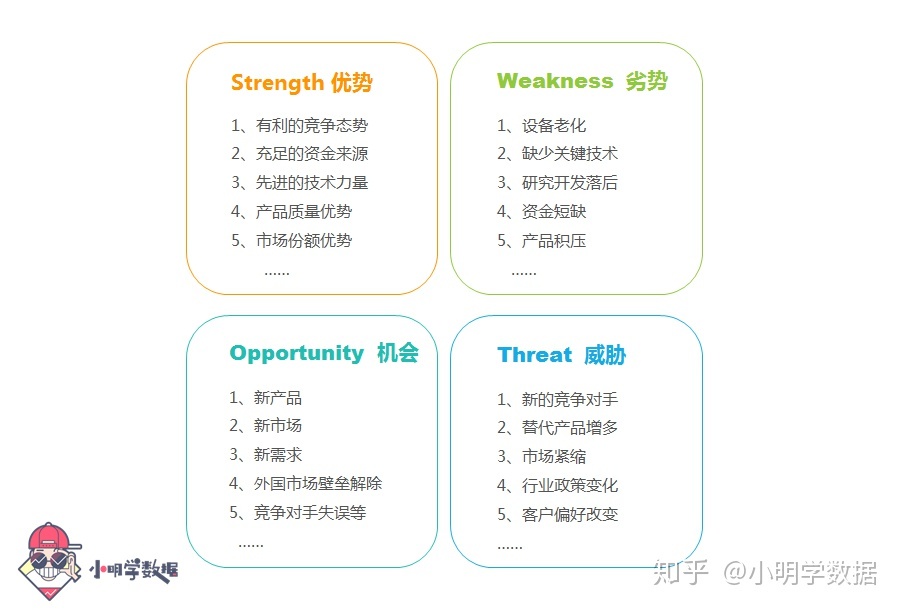 Strength 优势
1、有利的竞争态势
2、充足的资金来源
3、先进的技术力量
4、产品质量优势
5、市场份额优势
......
Weakness 劣势
1、设备老化
2、缺少关键技术
3、研究开发落后
4、资金短缺
5、产品积压
......
Opportunity 机会
1、新产品
2、新市场
3、新需求
4、外国市场壁垒解除
5、竞争对手失误等
......
Threat 威胁
1、新的竞争对手
2、替代产品增多
3、市场紧缩
4、行业政策变化
5、客户偏好改变
......
小明学数据
知乎 @小明学数据